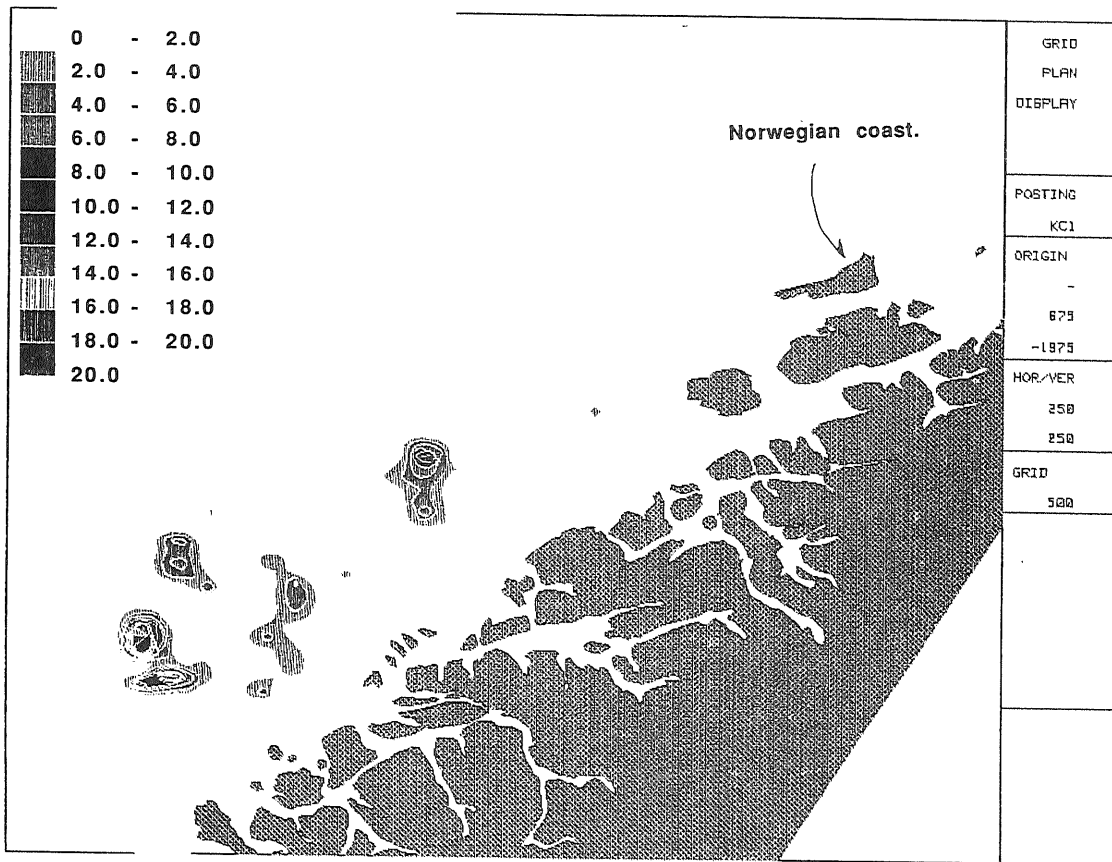 0 - 2.0
2.0 - 4.0
4.0 - 6.0
6.0 - 8.0
8.0 - 10.0
10.0 - 12.0
12.0 - 14.0
14.0 - 16.0
16.0 - 18.0
18.0 - 20.0
20.0
Norwegian coast.
GRID
PLAN
DISPLAY
POSTING
KC1
ORIGIN
-
679
-1979
HOR/VER
250
250
GRID
500